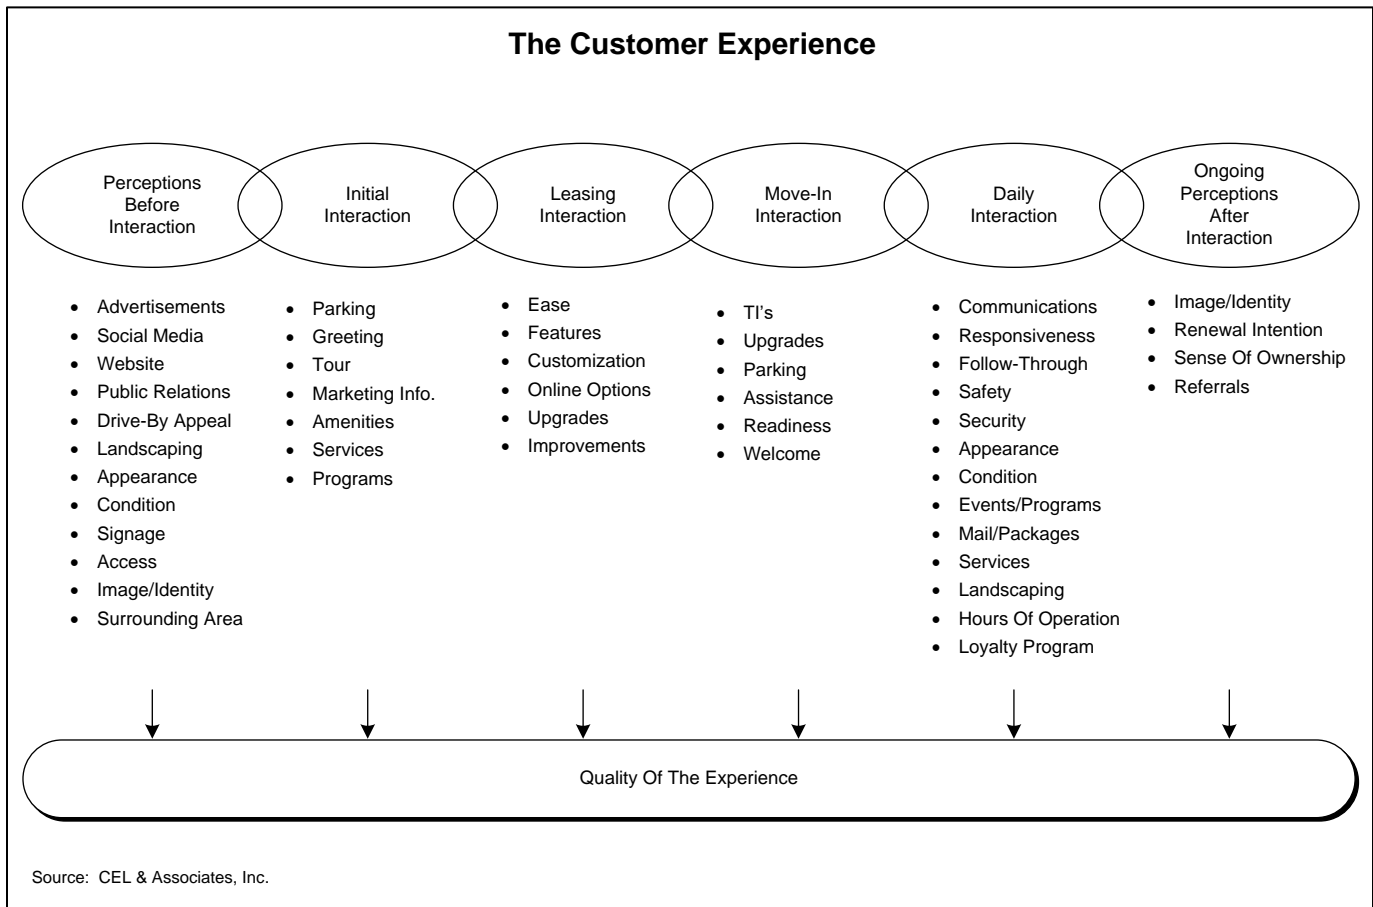 The Customer Experience
Perceptions
Before
Interaction
Initial
Interaction
Leasing
Interaction
Move-In
Interaction
Daily
Interaction
Ongoing
Perceptions
After
Interaction
• Advertisements
• Social Media
• Website
• Public Relations
• Drive-By Appeal
• Landscaping
• Appearance
• Condition
• Signage
• Access
• Image/Identity
• Surrounding Area
• Parking
• Greeting
• Tour
• Marketing Info.
• Amenities
• Services
• Programs
• Ease
• Features
• Customization
• Online Options
• Upgrades
• Improvements
• TI's
• Upgrades
• Parking
• Assistance
• Readiness
• Welcome
• Communications
• Responsiveness
• Follow-Through
• Safety
• Security
• Appearance
• Condition
• Events/Programs
• Mail/Packages
• Services
• Landscaping
• Hours Of Operation
• Loyalty Program
• Image/Identity
• Renewal Intention
• Sense Of Ownership
• Referrals
Quality Of The Experience
Source: CEL & Associates, Inc.